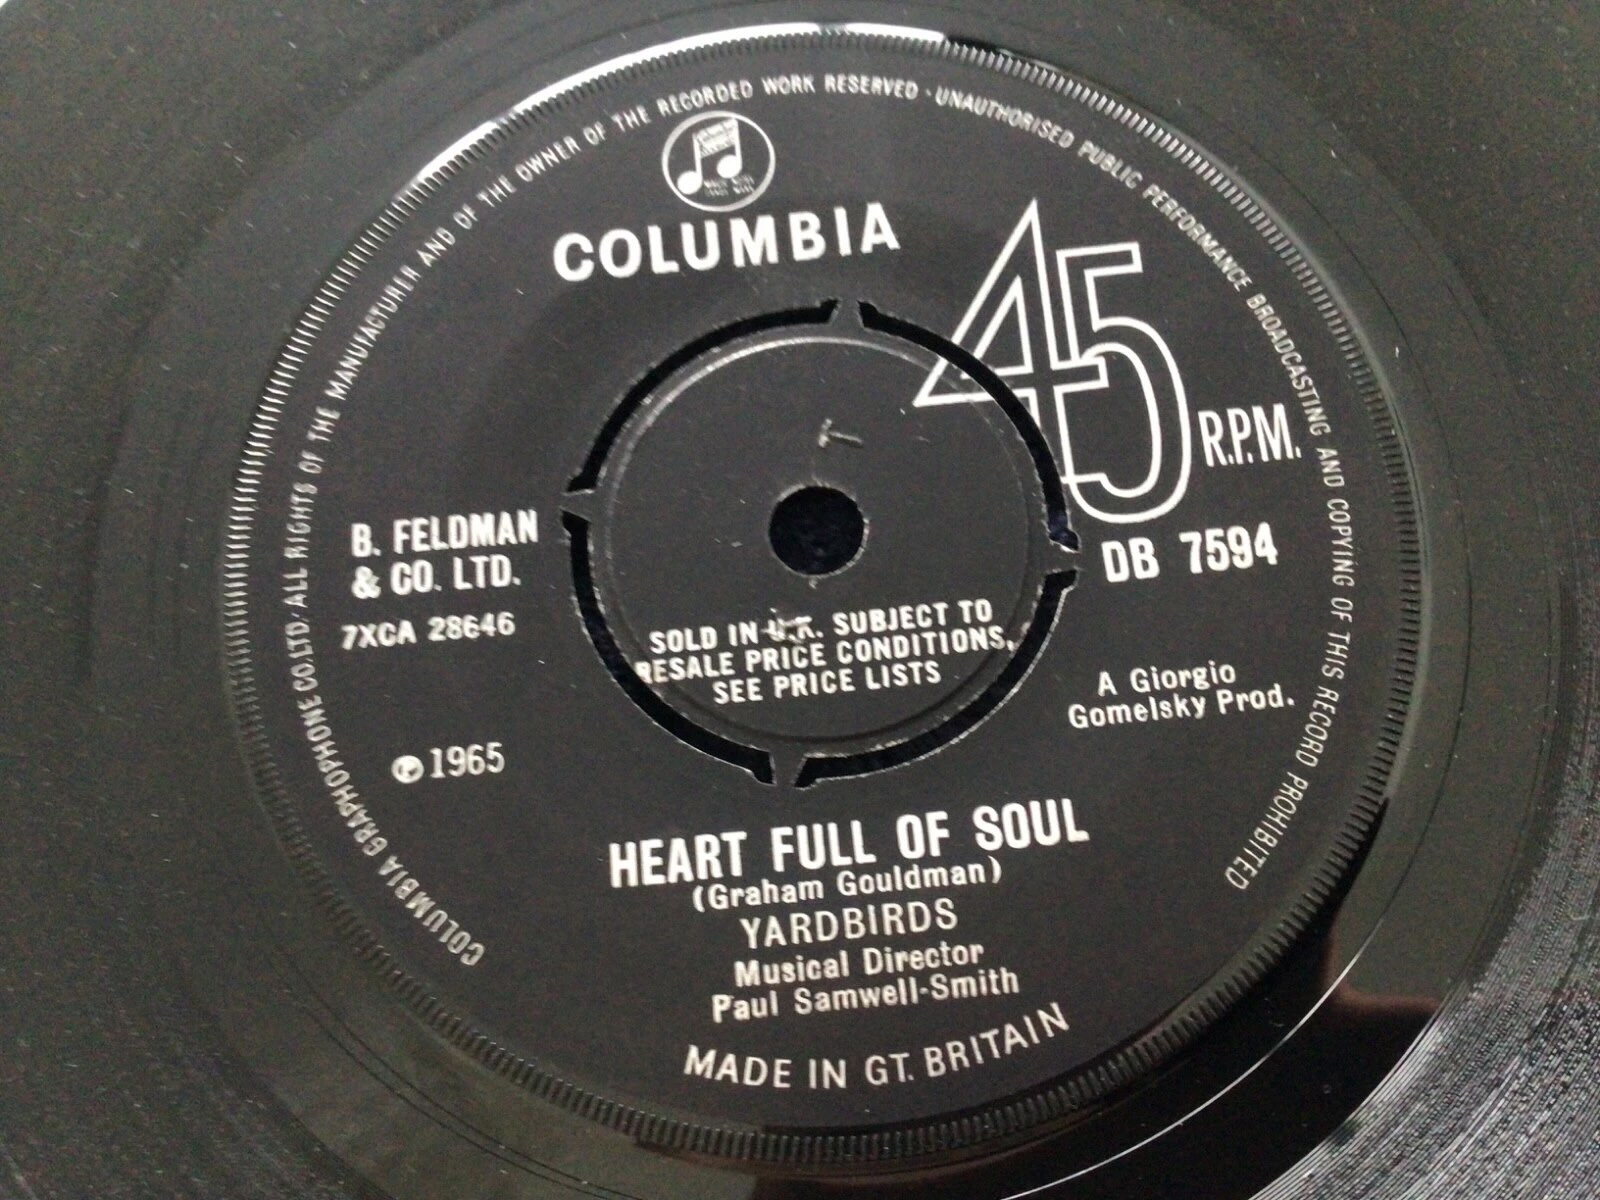 COLUMBIA GRAPHOPHONE CO. LTD. ALL RIGHTS OF THE MANUFACTURER AND OF THE OWNER OF THE RECORDED WORK RESERVED · UNAUTHORISED PUBLIC PERFORMANCE BROADCASTING AND COPYING OF THIS RECORD PROHIBITED
COLUMBIA
45 R.P.M.
B. FELDMAN
& CO. LTD.
7XCA 28646
DB 7594
T
SOLD IN U.K. SUBJECT TO
RESALE PRICE CONDITIONS,
SEE PRICE LISTS
A Giorgio
Gomelsky Prod.
℗ 1965
HEART FULL OF SOUL
(Graham Gouldman)
YARDBIRDS
Musical Director
Paul Samwell-Smith
MADE IN GT. BRITAIN